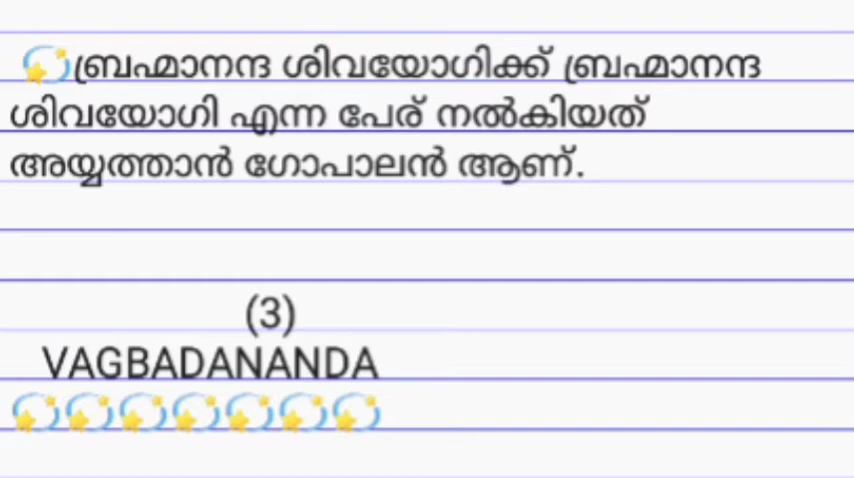 💫ബ്രഹ്മാനന്ദ ശിവയോഗിക്ക് ബ്രഹ്മാനന്ദ
ശിവയോഗി എന്ന പേര് നൽകിയത്
അയ്യത്താൻ ഗോപാലൻ ആണ്.
(3)
VAGBADANANDA
💫💫💫💫💫💫💫